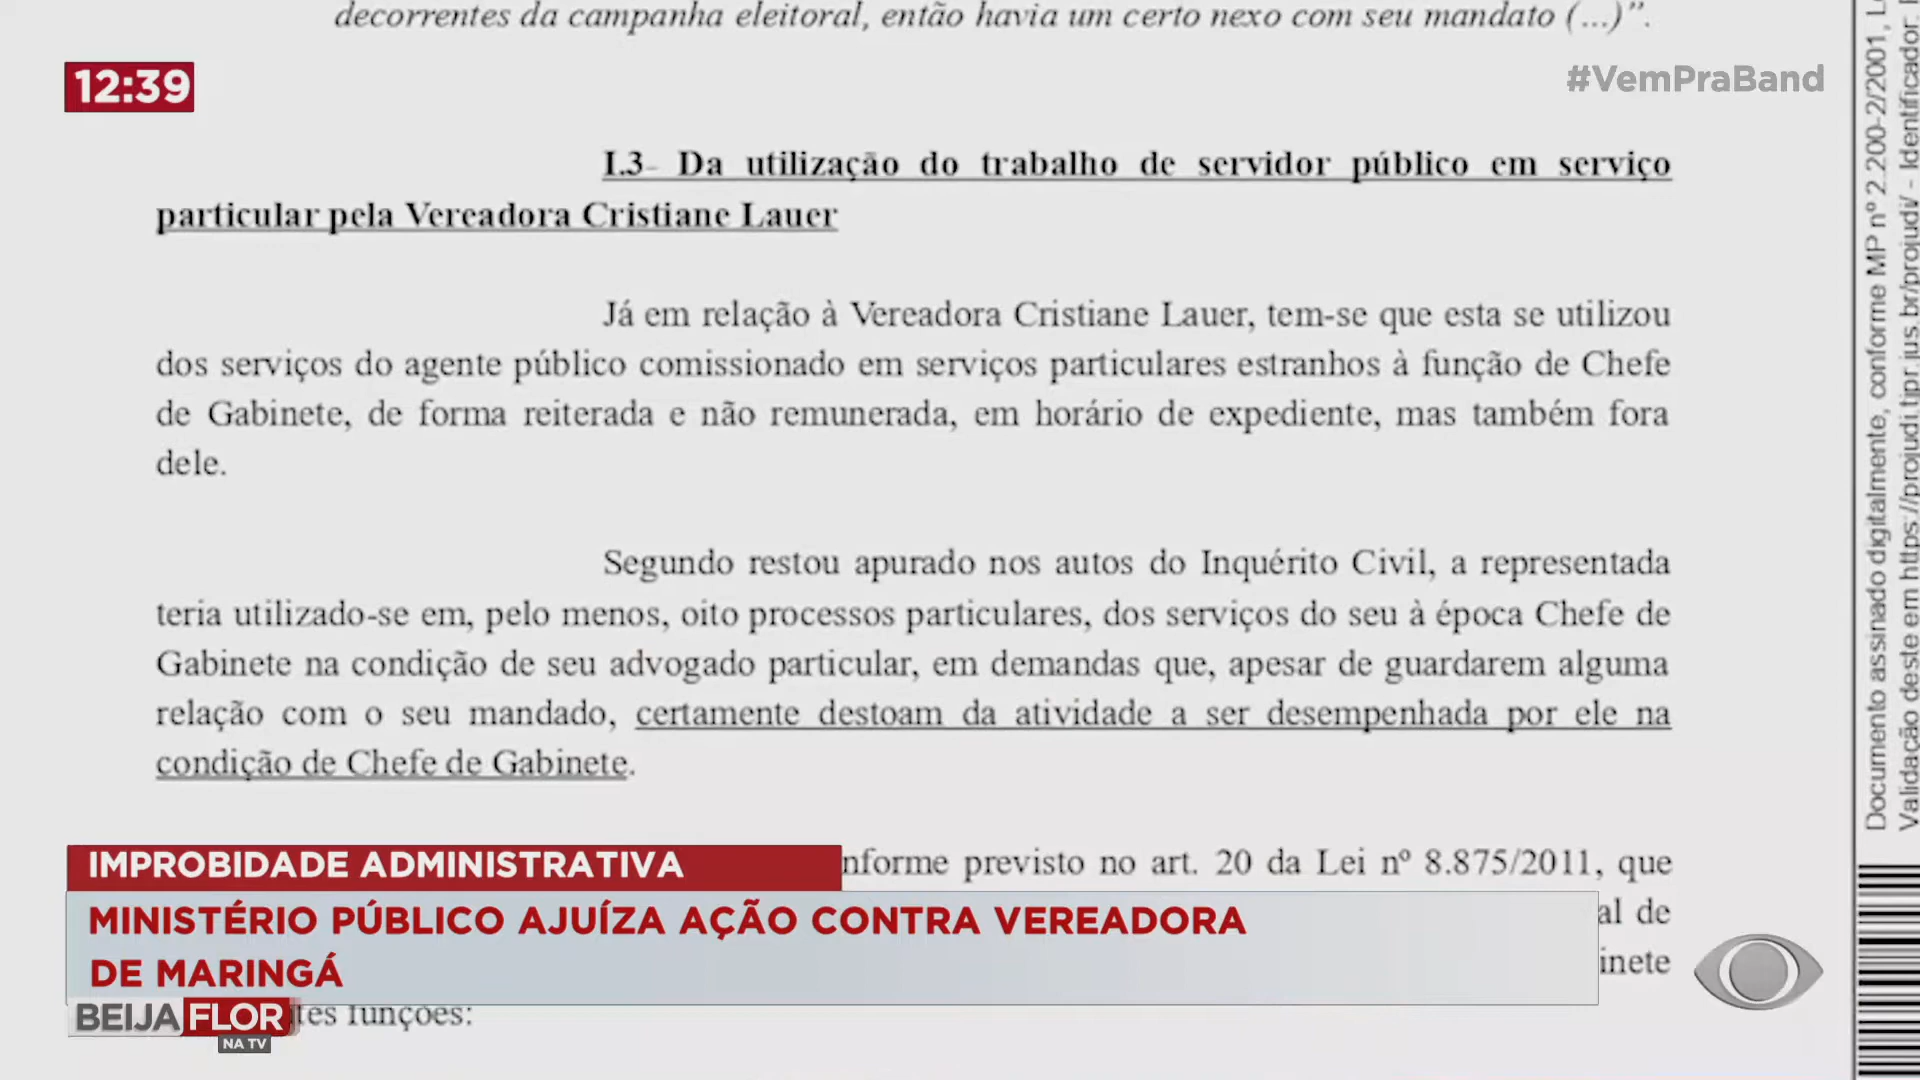 decorrentes da campanha eleitoral, então havia um certo nexo com seu mandato (...)".
12:39
#VemPraBand
I.3- Da utilização do trabalho de servidor público em serviço
particular pela Vereadora Cristiane Lauer
Já em relação à Vereadora Cristiane Lauer, tem-se que esta se utilizou
dos serviços do agente público comissionado em serviços particulares estranhos à função de Chefe
de Gabinete, de forma reiterada e não remunerada, em horário de expediente, mas também fora
dele.
Segundo restou apurado nos autos do Inquérito Civil, a representada
teria utilizado-se em, pelo menos, oito processos particulares, dos serviços do seu à época Chefe de
Gabinete na condição de seu advogado particular, em demandas que, apesar de guardarem alguma
relação com o seu mandado, certamente destoam da atividade a ser desempenhada por ele na
condição de Chefe de Gabinete.
nforme previsto no art. 20 da Lei nº 8.875/2011, que
al de
inete
tes funções:
IMPROBIDADE ADMINISTRATIVA
MINISTÉRIO PÚBLICO AJUÍZA AÇÃO CONTRA VEREADORA
DE MARINGÁ
BEIJA FLOR
NA TV
Documento assinado digitalmente, conforme MP nº 2.200-2/2001, L
Validação deste em https://projudi.tjpr.jus.br/projudi/ - Identificador: